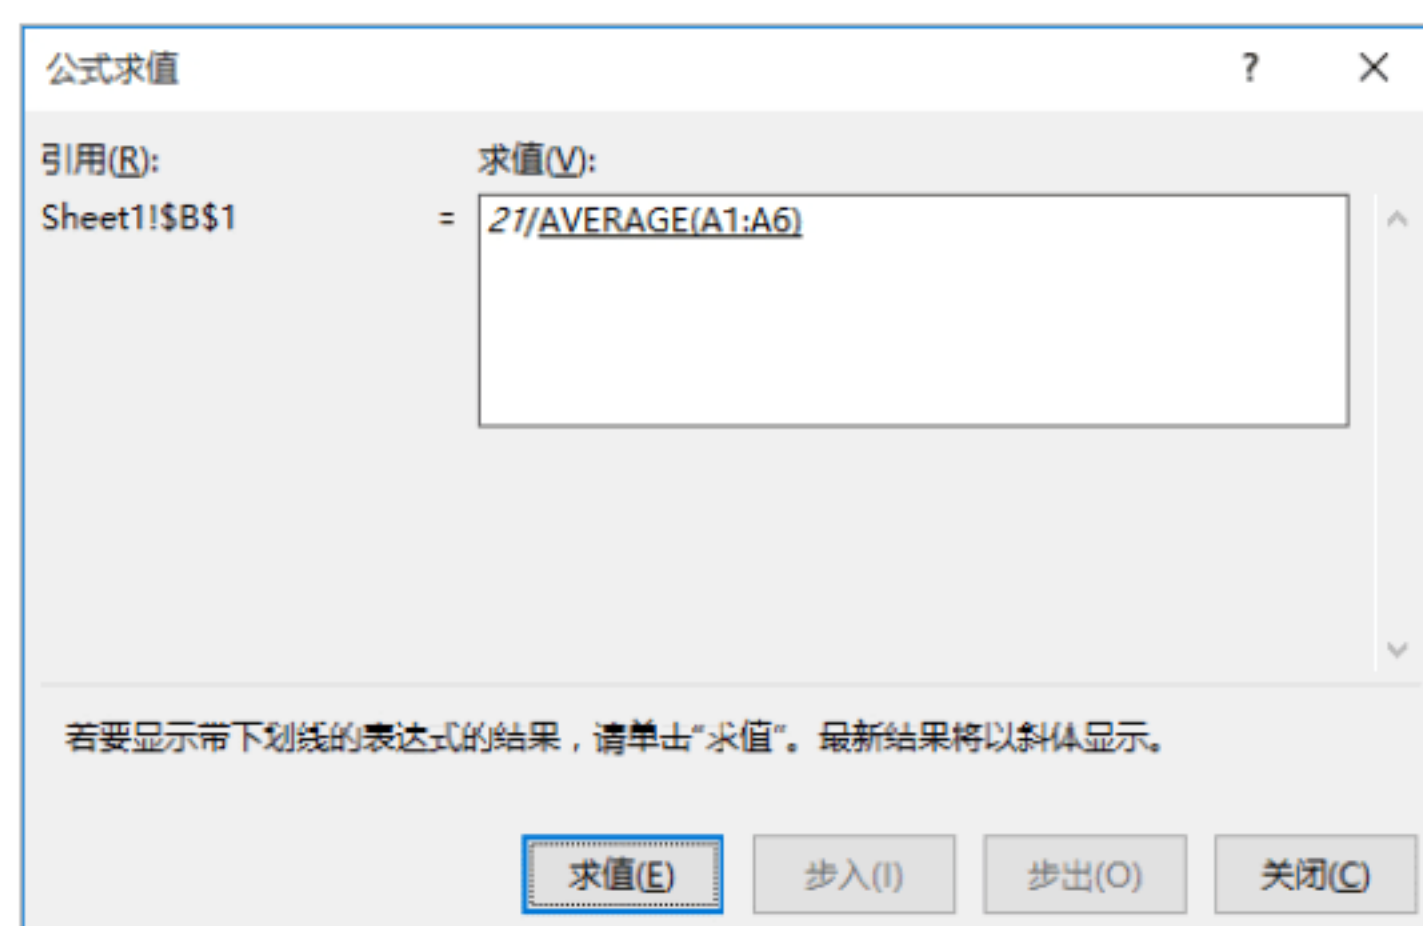 公式求值 ? ×
引用(R): 求值(V):
Sheet1!$B$1 = 21/AVERAGE(A1:A6)
若要显示带下划线的表达式的结果，请单击“求值”。最新结果将以斜体显示。
求值(E) 步入(I) 步出(O) 关闭(C)